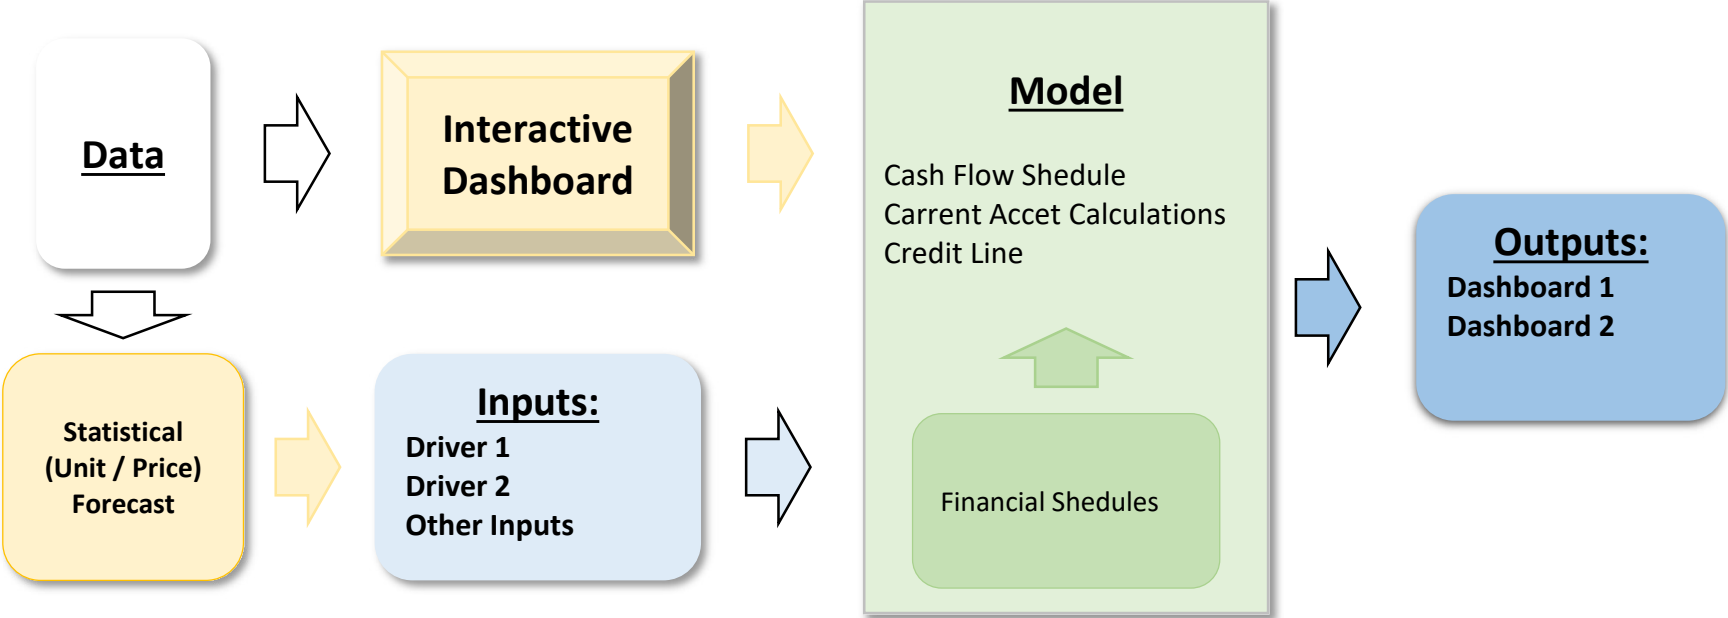 Data
Interactive
Dashboard
Model
Cash Flow Shedule
Carrent Accet Calculations
Credit Line
Financial Shedules
Statistical
(Unit / Price)
Forecast
Inputs:
Driver 1
Driver 2
Other Inputs
Outputs:
Dashboard 1
Dashboard 2